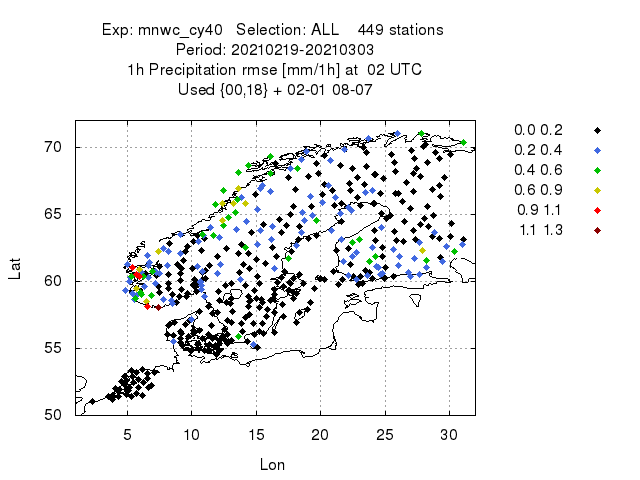 Exp: mnwc_cy40   Selection: ALL    449 stations
Period: 20210219-20210303
1h Precipitation rmse [mm/1h] at  02 UTC
Used {00,18} + 02-01 08-07
0.0 0.2
0.2 0.4
0.4 0.6
0.6 0.9
0.9 1.1
1.1 1.3
70
65
60
55
50
Lat
5 10 15 20 25 30
Lon